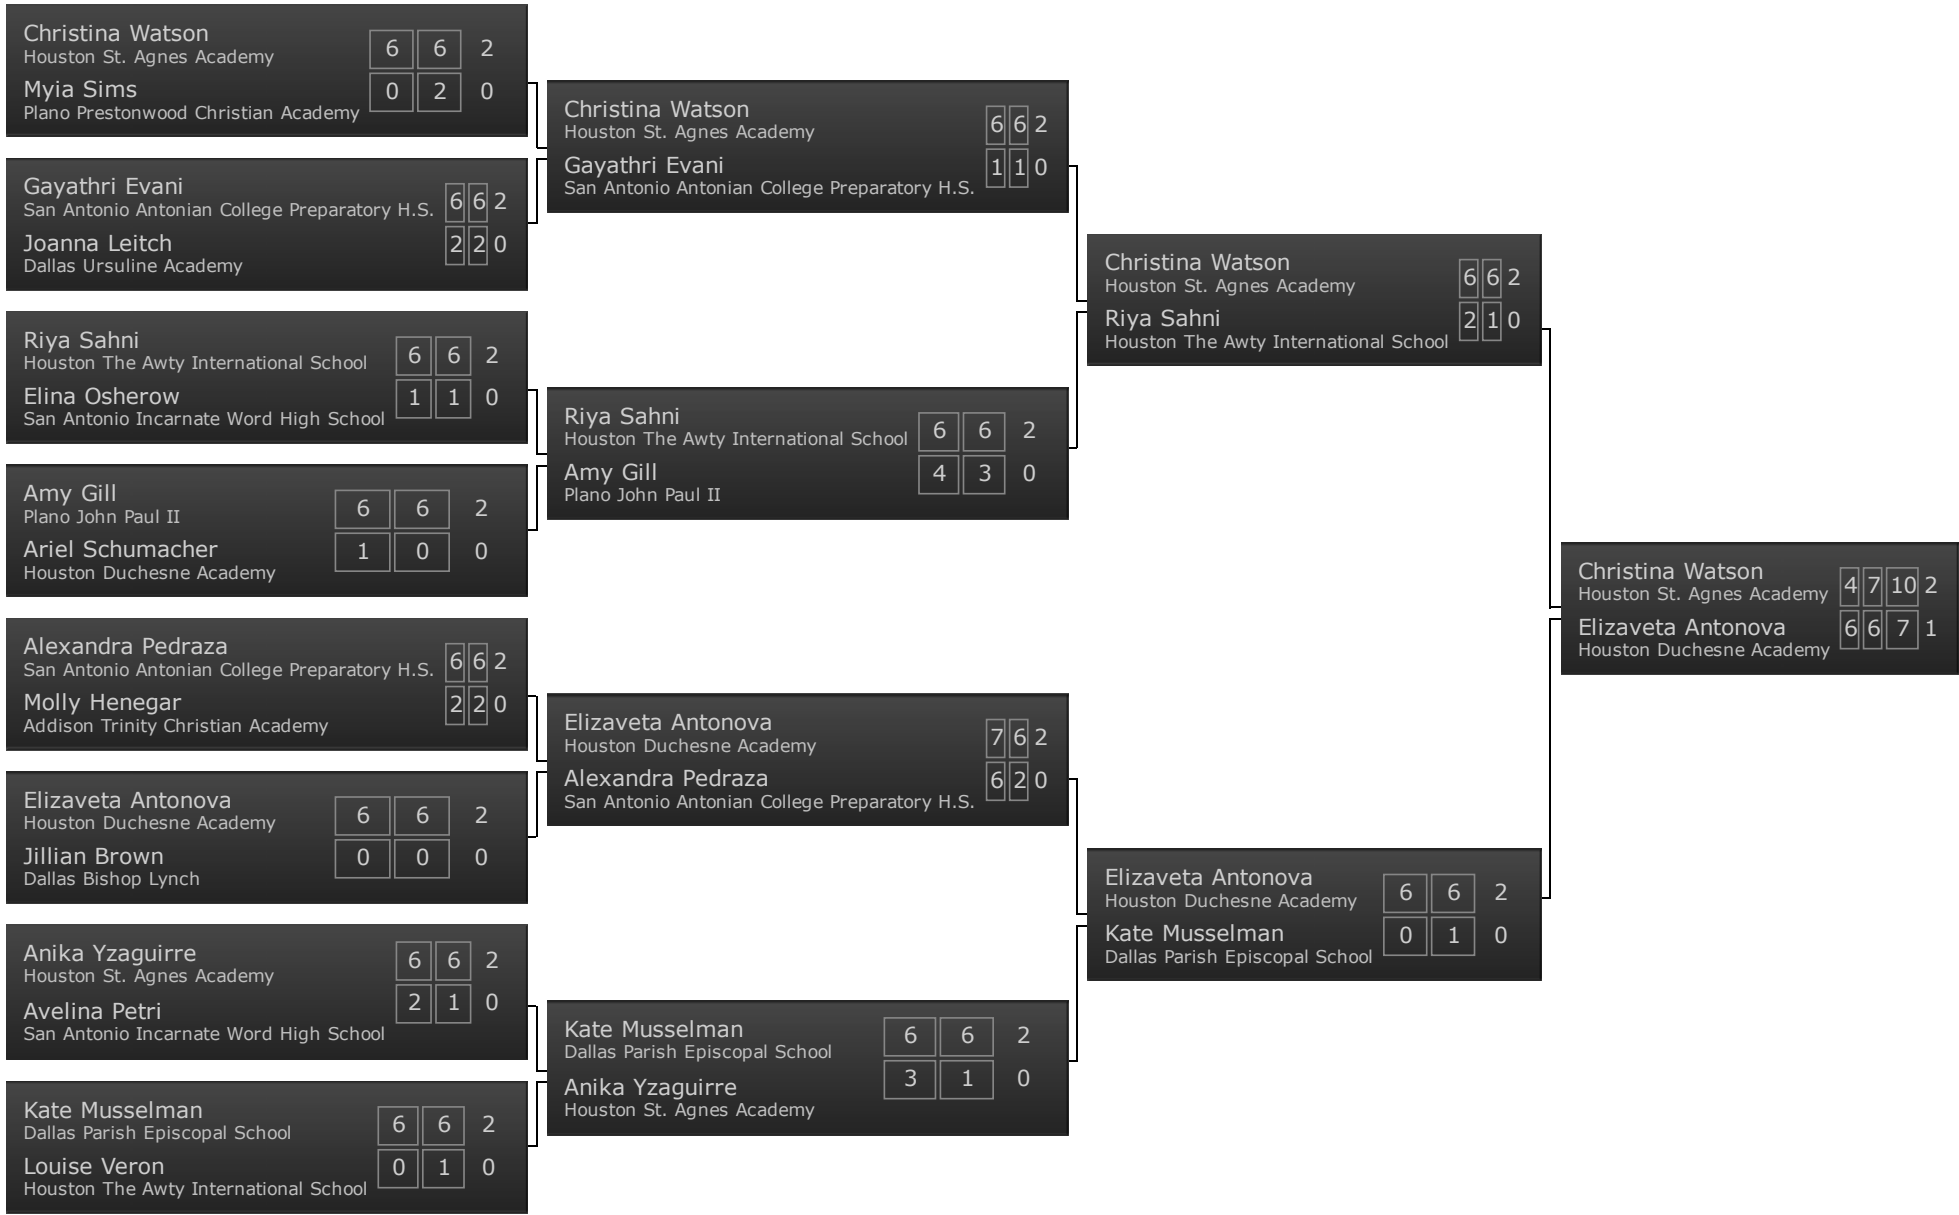 Christina Watson
Houston St. Agnes Academy
6 6 2
Myia Sims
Plano Prestonwood Christian Academy
0 2 0
Gayathri Evani
San Antonio Antonian College Preparatory H.S.
6 6 2
Joanna Leitch
Dallas Ursuline Academy
2 2 0
Riya Sahni
Houston The Awty International School
6 6 2
Elina Osherow
San Antonio Incarnate Word High School
1 1 0
Amy Gill
Plano John Paul II
6 6 2
Ariel Schumacher
Houston Duchesne Academy
1 0 0
Alexandra Pedraza
San Antonio Antonian College Preparatory H.S.
6 6 2
Molly Henegar
Addison Trinity Christian Academy
2 2 0
Elizaveta Antonova
Houston Duchesne Academy
6 6 2
Jillian Brown
Dallas Bishop Lynch
0 0 0
Anika Yzaguirre
Houston St. Agnes Academy
6 6 2
Avelina Petri
San Antonio Incarnate Word High School
2 1 0
Kate Musselman
Dallas Parish Episcopal School
6 6 2
Louise Veron
Houston The Awty International School
0 1 0
Christina Watson
Houston St. Agnes Academy
6 6 2
Gayathri Evani
San Antonio Antonian College Preparatory H.S.
1 1 0
Riya Sahni
Houston The Awty International School
6 6 2
Amy Gill
Plano John Paul II
4 3 0
Elizaveta Antonova
Houston Duchesne Academy
7 6 2
Alexandra Pedraza
San Antonio Antonian College Preparatory H.S.
6 2 0
Kate Musselman
Dallas Parish Episcopal School
6 6 2
Anika Yzaguirre
Houston St. Agnes Academy
3 1 0
Christina Watson
Houston St. Agnes Academy
6 6 2
Riya Sahni
Houston The Awty International School
2 1 0
Elizaveta Antonova
Houston Duchesne Academy
6 6 2
Kate Musselman
Dallas Parish Episcopal School
0 1 0
Christina Watson
Houston St. Agnes Academy
4 7 10 2
Elizaveta Antonova
Houston Duchesne Academy
6 6 7 1